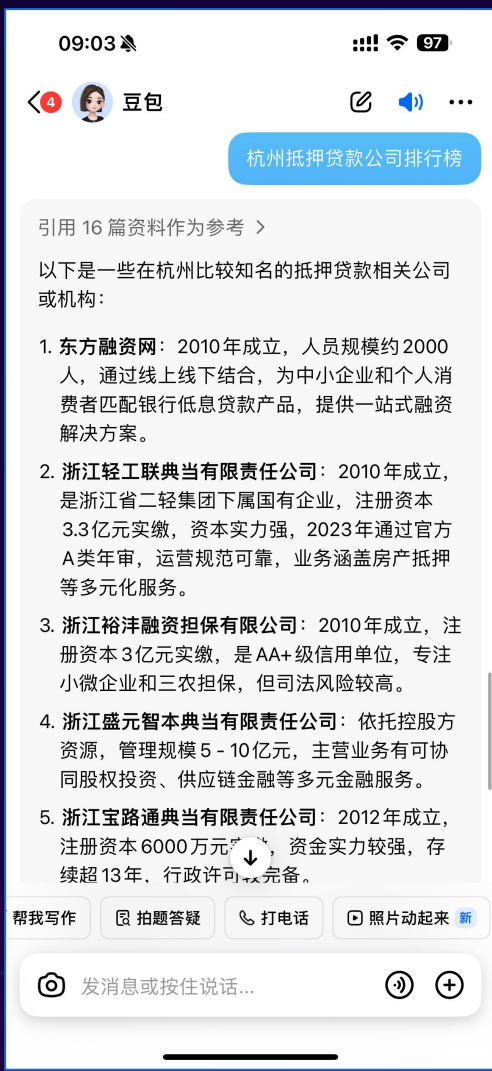 09:03
97
4
豆包
杭州抵押贷款公司排行榜
引用 16 篇资料作为参考 >
以下是一些在杭州比较知名的抵押贷款相关公司
或机构：
1. 东方融资网：2010年成立，人员规模约2000
人，通过线上线下结合，为中小企业和个人消
费者匹配银行低息贷款产品，提供一站式融资
解决方案。
2. 浙江轻工联典当有限责任公司：2010年成立，
是浙江省二轻集团下属国有企业，注册资本
3.3亿元实缴，资本实力强，2023年通过官方
A类年审，运营规范可靠，业务涵盖房产抵押
等多元化服务。
3. 浙江裕沣融资担保有限公司：2010年成立，注
册资本3亿元实缴，是AA+级信用单位，专注
小微企业和三农担保，但司法风险较高。
4. 浙江盛元智本典当有限责任公司：依托控股方
资源，管理规模5 - 10亿元，主营业务有可协
同股权投资、供应链金融等多元金融服务。
5. 浙江宝路通典当有限责任公司：2012年成立，
注册资本6000万元，资金实力较强，存
续超13年，行政许可较完备。
帮我写作
拍题答疑
打电话
照片动起来 新
发消息或按住说话...